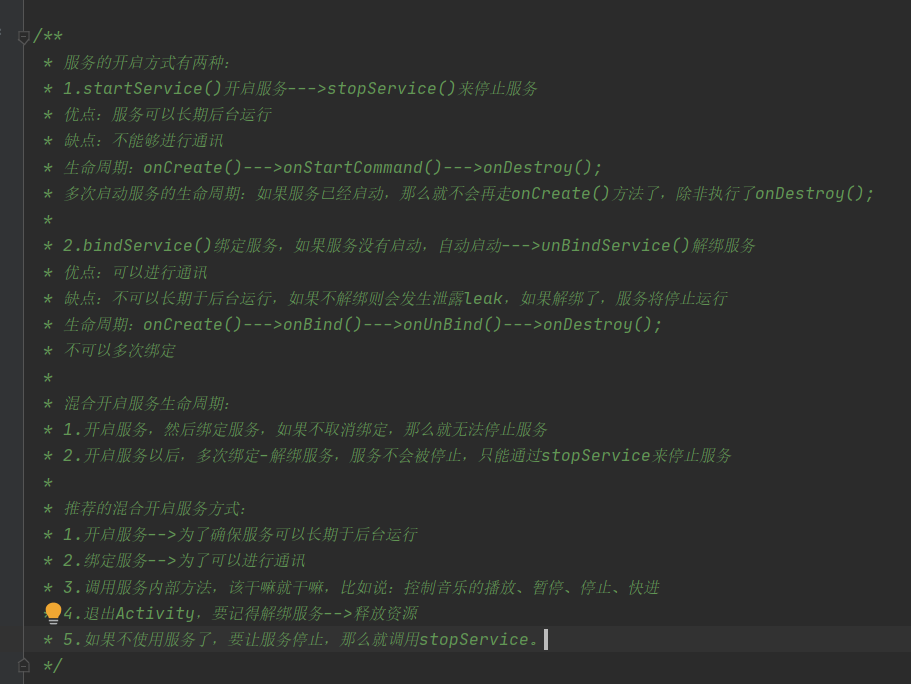 /**
* 服务的开启方式有两种：
* 1.startService()开启服务--->stopService()来停止服务
* 优点：服务可以长期后台运行
* 缺点：不能够进行通讯
* 生命周期：onCreate()--->onStartCommand()--->onDestroy();
* 多次启动服务的生命周期：如果服务已经启动，那么就不会再走onCreate()方法了，除非执行了onDestroy();
*
* 2.bindService()绑定服务，如果服务没有启动，自动启动--->unBindService()解绑服务
* 优点：可以进行通讯
* 缺点：不可以长期于后台运行，如果不解绑则会发生泄露leak，如果解绑了，服务将停止运行
* 生命周期：onCreate()--->onBind()--->onUnBind()--->onDestroy();
* 不可以多次绑定
*
* 混合开启服务生命周期：
* 1.开启服务，然后绑定服务，如果不取消绑定，那么就无法停止服务
* 2.开启服务以后，多次绑定-解绑服务，服务不会被停止，只能通过stopService来停止服务
*
* 推荐的混合开启服务方式：
* 1.开启服务-->为了确保服务可以长期于后台运行
* 2.绑定服务-->为了可以进行通讯
* 3.调用服务内部方法，该干嘛就干嘛，比如说：控制音乐的播放、暂停、停止、快进
* 4.退出Activity，要记得解绑服务-->释放资源
* 5.如果不使用服务了，要让服务停止，那么就调用stopService。
*/